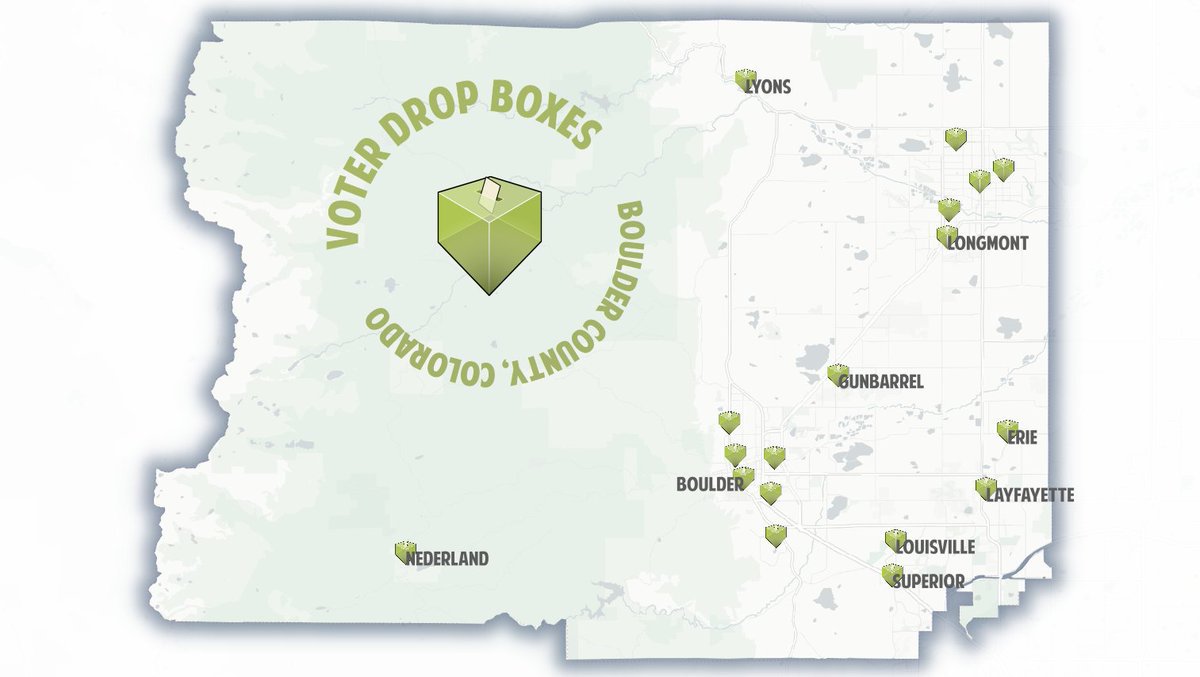 VOTER DROP BOXES
BOULDER COUNTY, COLORADO
LYONS
LONGMONT
GUNBARREL
ERIE
BOULDER
LAYFAYETTE
LOUISVILLE
NEDERLAND
SUPERIOR